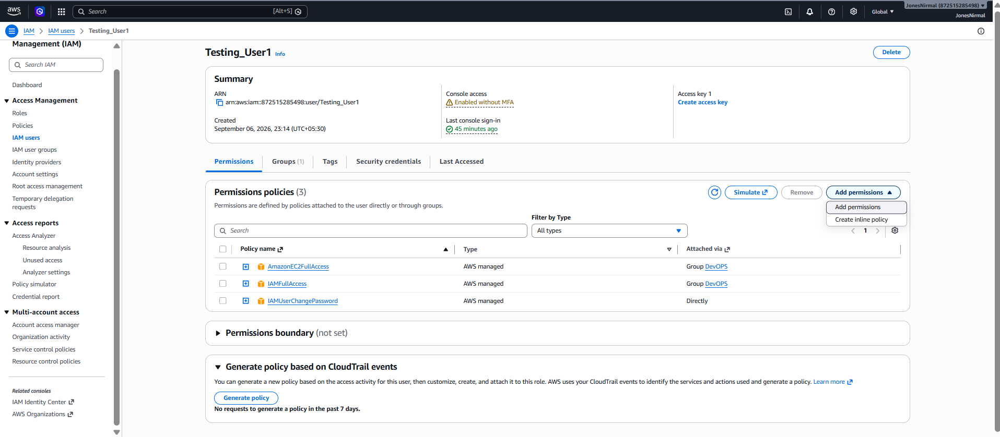 aws
Search [Alt+S]
Global
JonesNirmal (872515285498)
JonesNirmal
IAM
IAM users
Testing_User1
Management (IAM)
Search IAM
Dashboard
Access Management
Roles
Policies
IAM users
IAM user groups
Identity providers
Account settings
Root access management
Temporary delegation
requests
Access reports
Access Analyzer
Resource analysis
Unused access
Analyzer settings
Policy simulator
Credential report
Multi-account access
Account access manager
Organization activity
Service control policies
Resource control policies
Related consoles
IAM Identity Center
AWS Organizations
Testing_User1 Info
Delete
Summary
ARN
arn:aws:iam::872515285498:user/Testing_User1
Created
September 06, 2026, 23:14 (UTC+05:30)
Console access
Enabled without MFA
Last console sign-in
45 minutes ago
Access key 1
Create access key
Permissions
Groups (1)
Tags
Security credentials
Last Accessed
Permissions policies (3)
Permissions are defined by policies attached to the user directly or through groups.
Simulate
Remove
Add permissions
Add permissions
Create inline policy
Filter by Type
Search
All types
1
Policy name Type Attached via
AmazonEC2FullAccess AWS managed Group DevOPS
IAMFullAccess AWS managed Group DevOPS
IAMUserChangePassword AWS managed Directly
Permissions boundary (not set)
Generate policy based on CloudTrail events
You can generate a new policy based on the access activity for this user, then customize, create, and attach it to this role. AWS uses your CloudTrail events to identify the services and actions used and generate a policy. Learn more
Generate policy
No requests to generate a policy in the past 7 days.